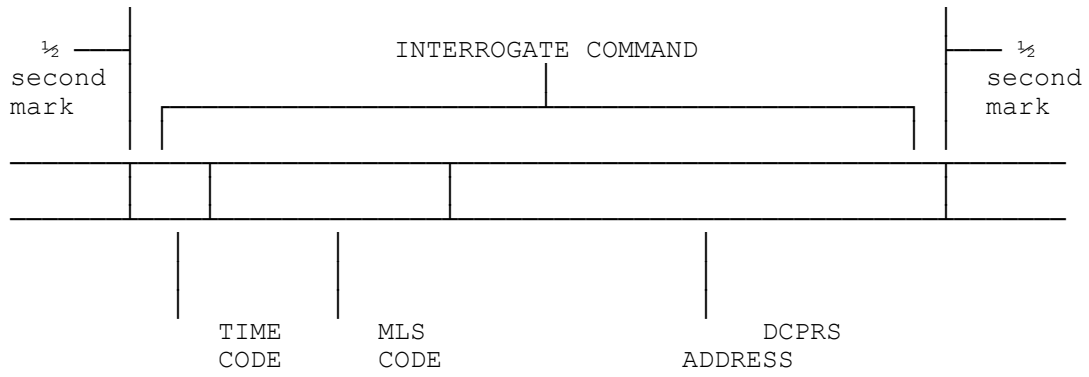 ½ INTERROGATE COMMAND ½
second second
mark mark
TIME MLS DCPRS
CODE CODE ADDRESS